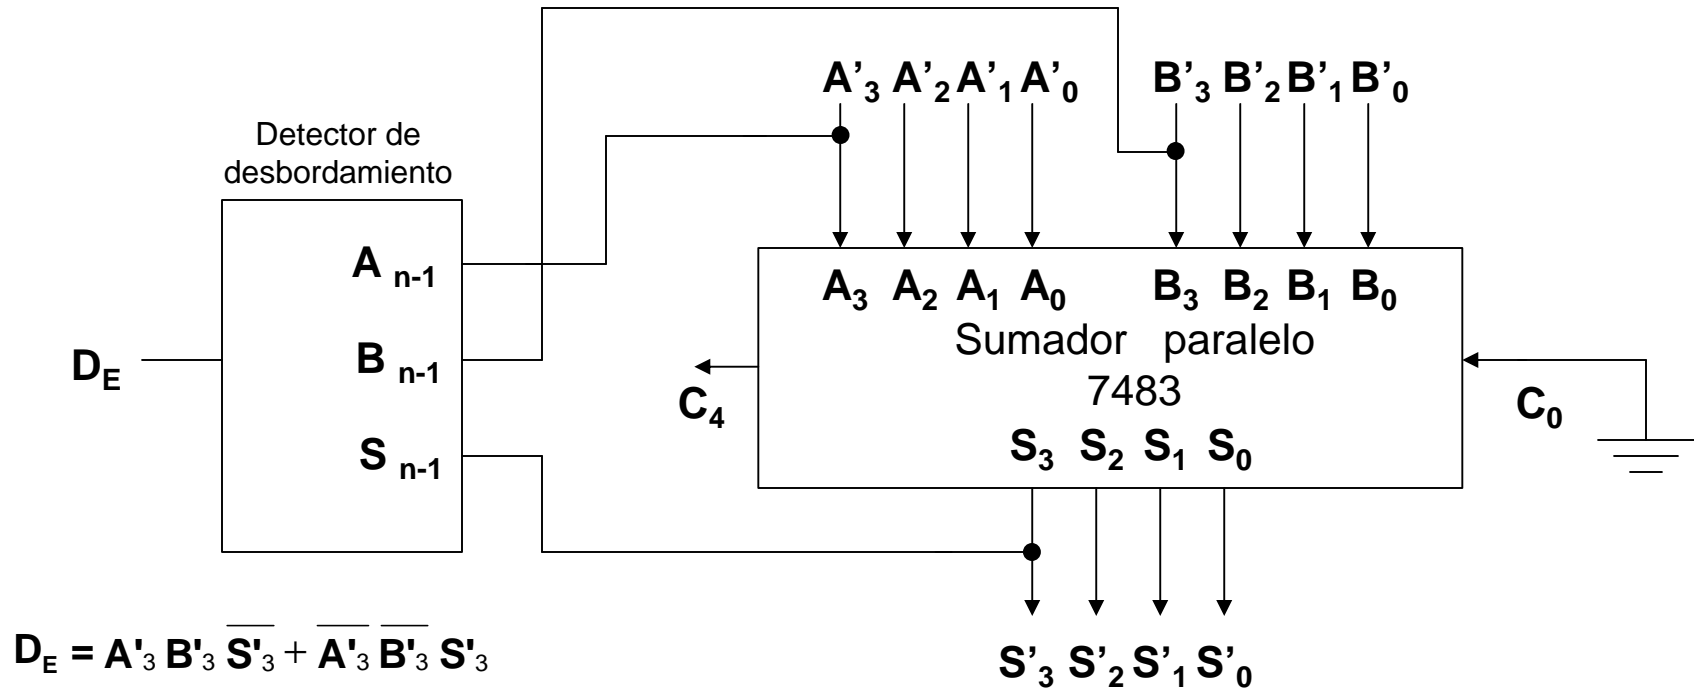 A’3 A’2 A’1 A’0 B’3 B’2 B’1 B’0
Detector de
desbordamiento
A n-1
B n-1
S n-1
DE
A3 A2 A1 A0 B3 B2 B1 B0
Sumador paralelo
7483
C4
C0
S3 S2 S1 S0
S’3 S’2 S’1 S’0
DE = A'3 B'3 S̅'̅3̅ + A̅'̅3̅ B̅'̅3̅ S'3